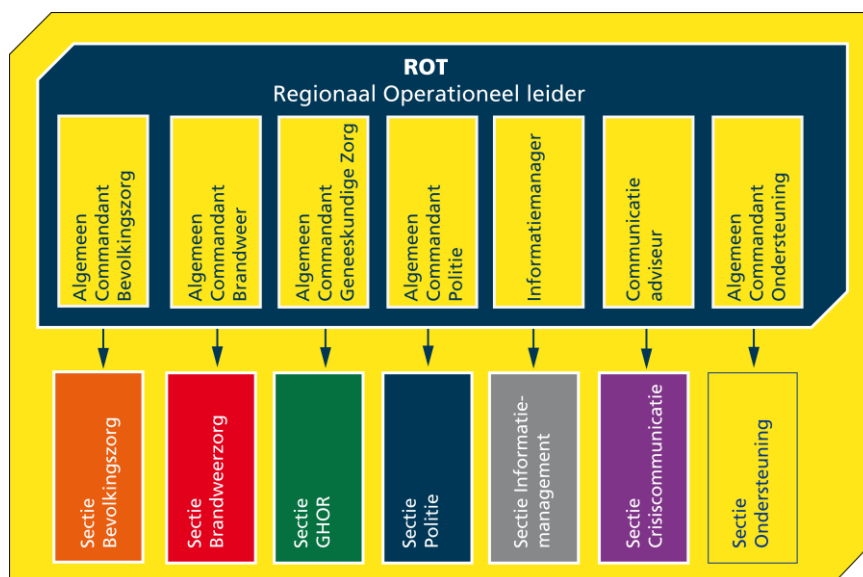 ROT
Regionaal Operationeel leider
Algemeen
Commandant
Bevolkingszorg
Algemeen
Commandant
Brandweer
Algemeen
Commandant
Geneeskundige Zorg
Algemeen
Commandant
Politie
Informatiemanager
Communicatie
adviseur
Algemeen
Commandant
Ondersteuning
Sectie
Bevolkingszorg
Sectie
Brandweerzorg
Sectie
GHOR
Sectie
Politie
Sectie Informatie-
management
Sectie
Crisiscommunicatie
Sectie
Ondersteuning